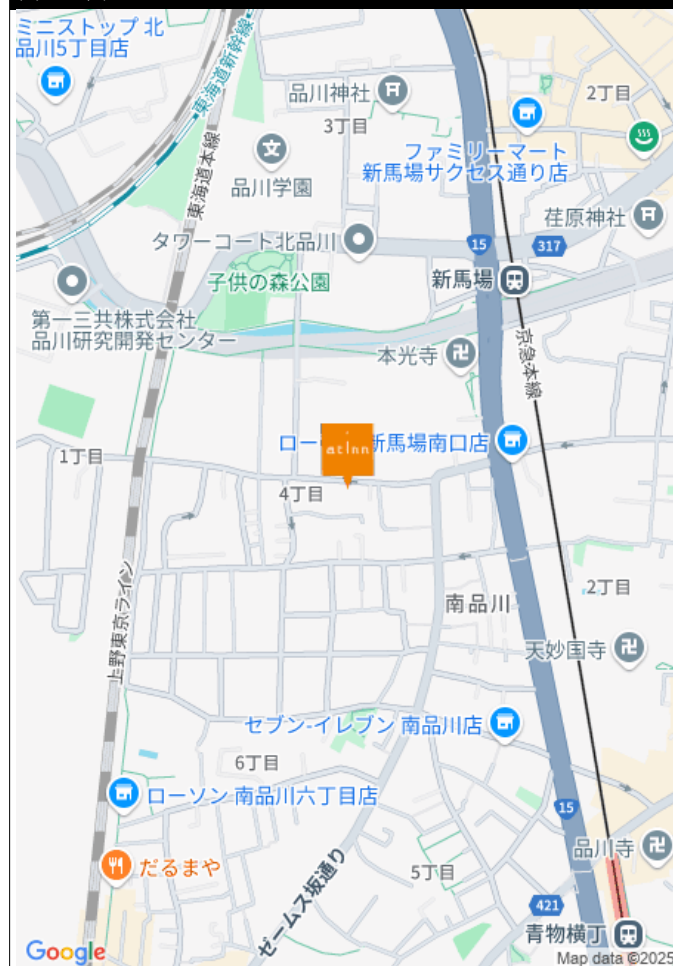 ミニストップ 北
品川5丁目店
東海道新幹線
品川神社
2丁目
3丁目
ファミリーマート
新馬場サクセス通り店
品川学園
東海道本線
荏原神社
タワーコート北品川
15
317
子供の森公園
新馬場
第一三共株式会社
品川研究開発センター
京急本線
本光寺
ロー
新馬場南口店
at Inn
1丁目
4丁目
上野東京ライン
2丁目
南品川
天妙国寺
セブン-イレブン 南品川店
6丁目
ローソン 南品川六丁目店
15
品川寺
だるまや
5丁目
ゼームス坂通り
421
青物横丁
Google
Map data ©2025